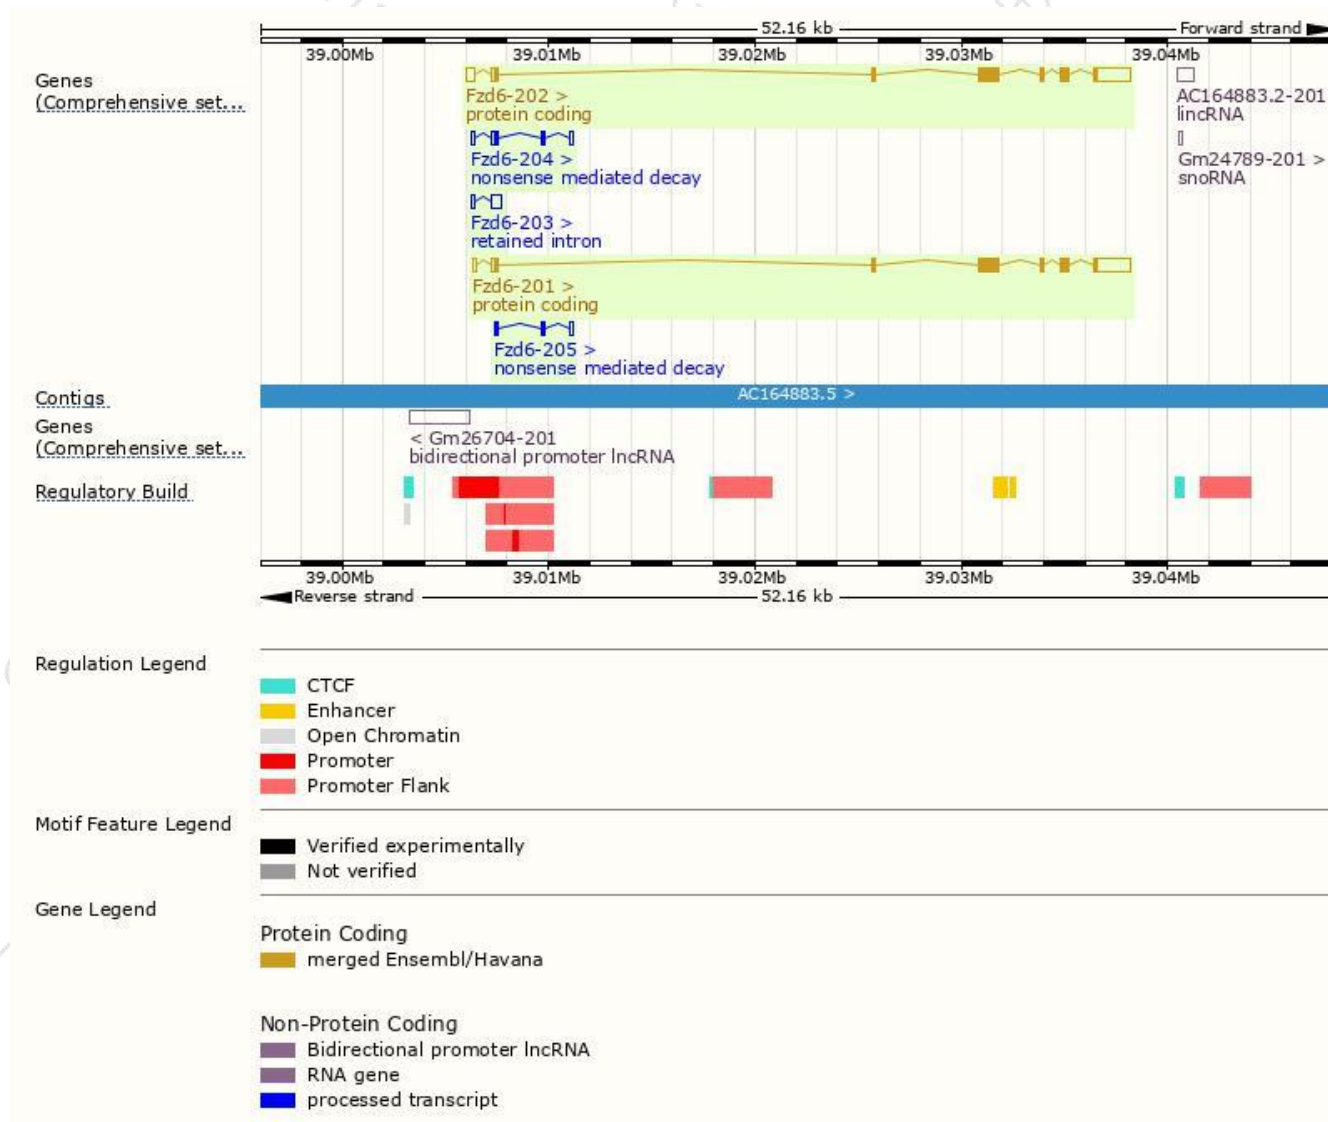 52.16 kb Forward strand
39.00Mb 39.01Mb 39.02Mb 39.03Mb 39.04Mb
Genes
(Comprehensive set...
Fzd6-202 >
protein coding
AC164883.2-201
lincRNA
Fzd6-204 >
nonsense mediated decay
Gm24789-201 >
snoRNA
Fzd6-203 >
retained intron
Fzd6-201 >
protein coding
Fzd6-205 >
nonsense mediated decay
Contigs
AC164883.5 >
Genes
(Comprehensive set...
< Gm26704-201
bidirectional promoter lncRNA
Regulatory Build
39.00Mb 39.01Mb 39.02Mb 39.03Mb 39.04Mb
Reverse strand 52.16 kb
Regulation Legend
CTCF
Enhancer
Open Chromatin
Promoter
Promoter Flank
Motif Feature Legend
Verified experimentally
Not verified
Gene Legend
Protein Coding
merged Ensembl/Havana
Non-Protein Coding
Bidirectional promoter lncRNA
RNA gene
processed transcript